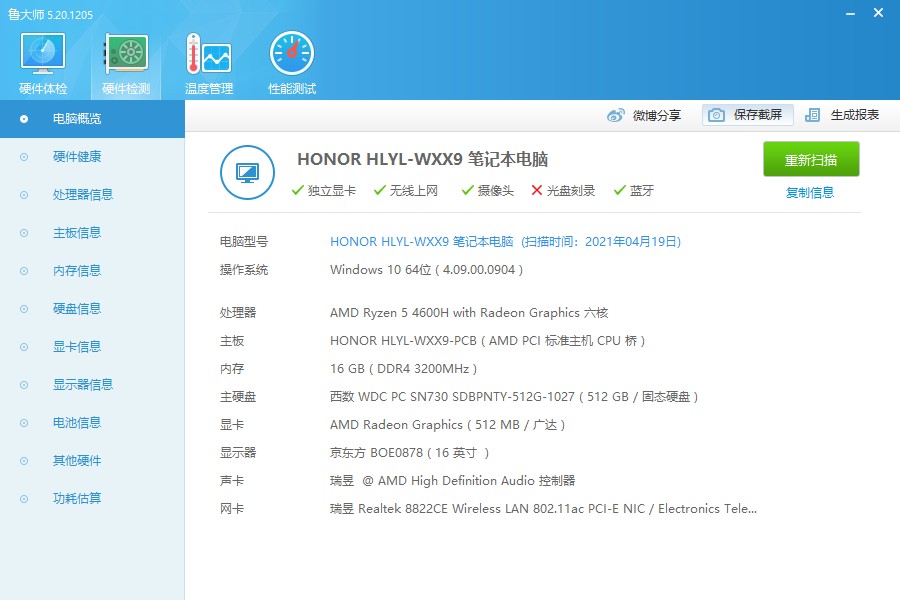 鲁大师 5.20.1205
硬件体检 硬件检测 温度管理 性能测试
微博分享 保存截屏 生成报表
电脑概览
硬件健康
处理器信息
主板信息
内存信息
硬盘信息
显卡信息
显示器信息
电池信息
其他硬件
功耗估算
HONOR HLYL-WXX9 笔记本电脑
独立显卡 无线上网 摄像头 光盘刻录 蓝牙
重新扫描
复制信息
电脑型号 HONOR HLYL-WXX9 笔记本电脑 (扫描时间：2021年04月19日)
操作系统 Windows 10 64位 ( 4.09.00.0904 )
处理器 AMD Ryzen 5 4600H with Radeon Graphics 六核
主板 HONOR HLYL-WXX9-PCB ( AMD PCI 标准主机 CPU 桥 )
内存 16 GB ( DDR4 3200MHz )
主硬盘 西数 WDC PC SN730 SDBPNTY-512G-1027 ( 512 GB / 固态硬盘 )
显卡 AMD Radeon Graphics ( 512 MB / 广达 )
显示器 京东方 BOE0878 ( 16 英寸 )
声卡 瑞昱 @ AMD High Definition Audio 控制器
网卡 瑞昱 Realtek 8822CE Wireless LAN 802.11ac PCI-E NIC / Electronics Tele...